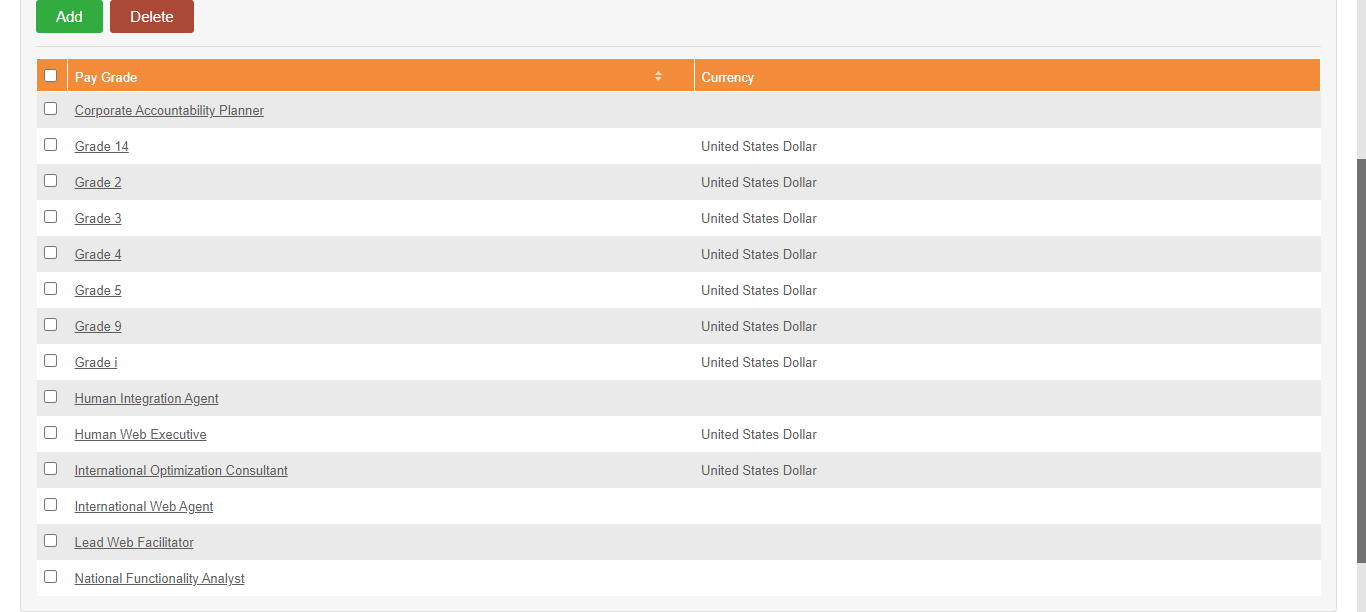 Add Delete
Pay Grade Currency
Corporate Accountability Planner
Grade 14 United States Dollar
Grade 2 United States Dollar
Grade 3 United States Dollar
Grade 4 United States Dollar
Grade 5 United States Dollar
Grade 9 United States Dollar
Grade i United States Dollar
Human Integration Agent
Human Web Executive United States Dollar
International Optimization Consultant United States Dollar
International Web Agent
Lead Web Facilitator
National Functionality Analyst